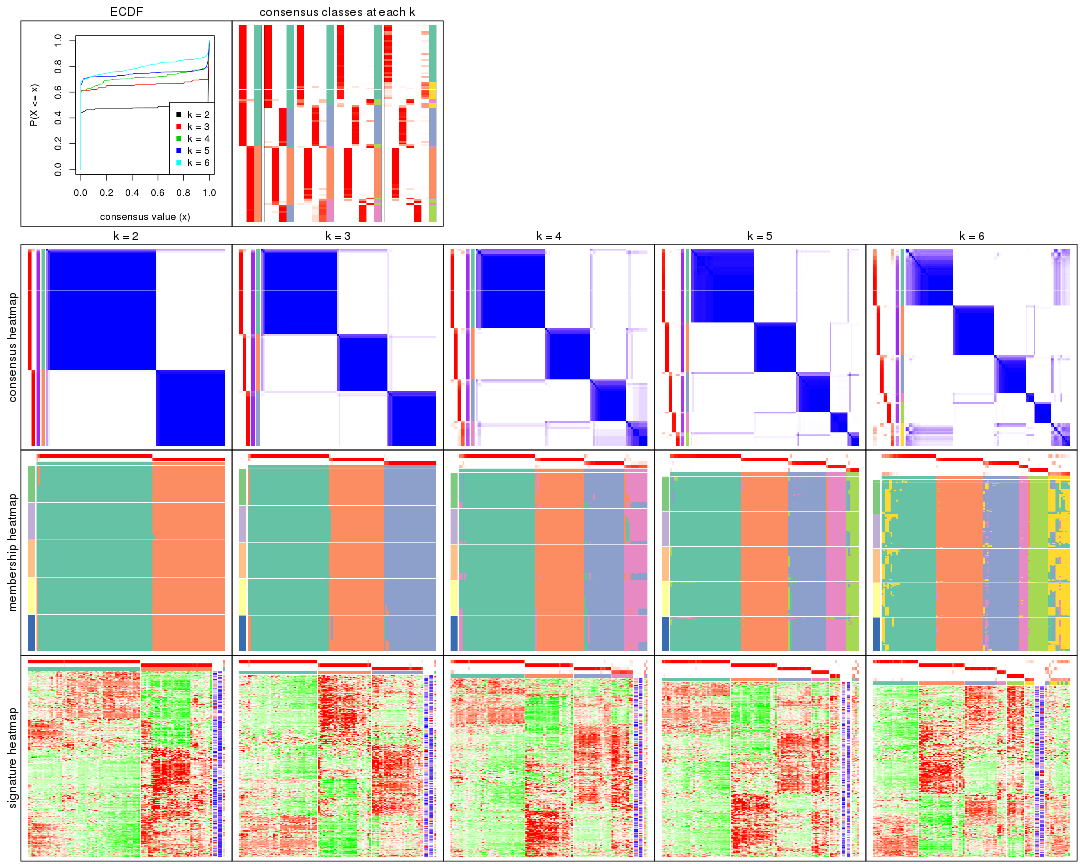 ECDF
consensus classes at each k
P(X <= x)
0.0 0.2 0.4 0.6 0.8 1.0
k = 2
k = 3
k = 4
k = 5
k = 6
0.0 0.2 0.4 0.6 0.8 1.0
consensus value (x)
k = 2
k = 3
k = 4
k = 5
k = 6
consensus heatmap
membership heatmap
signature heatmap